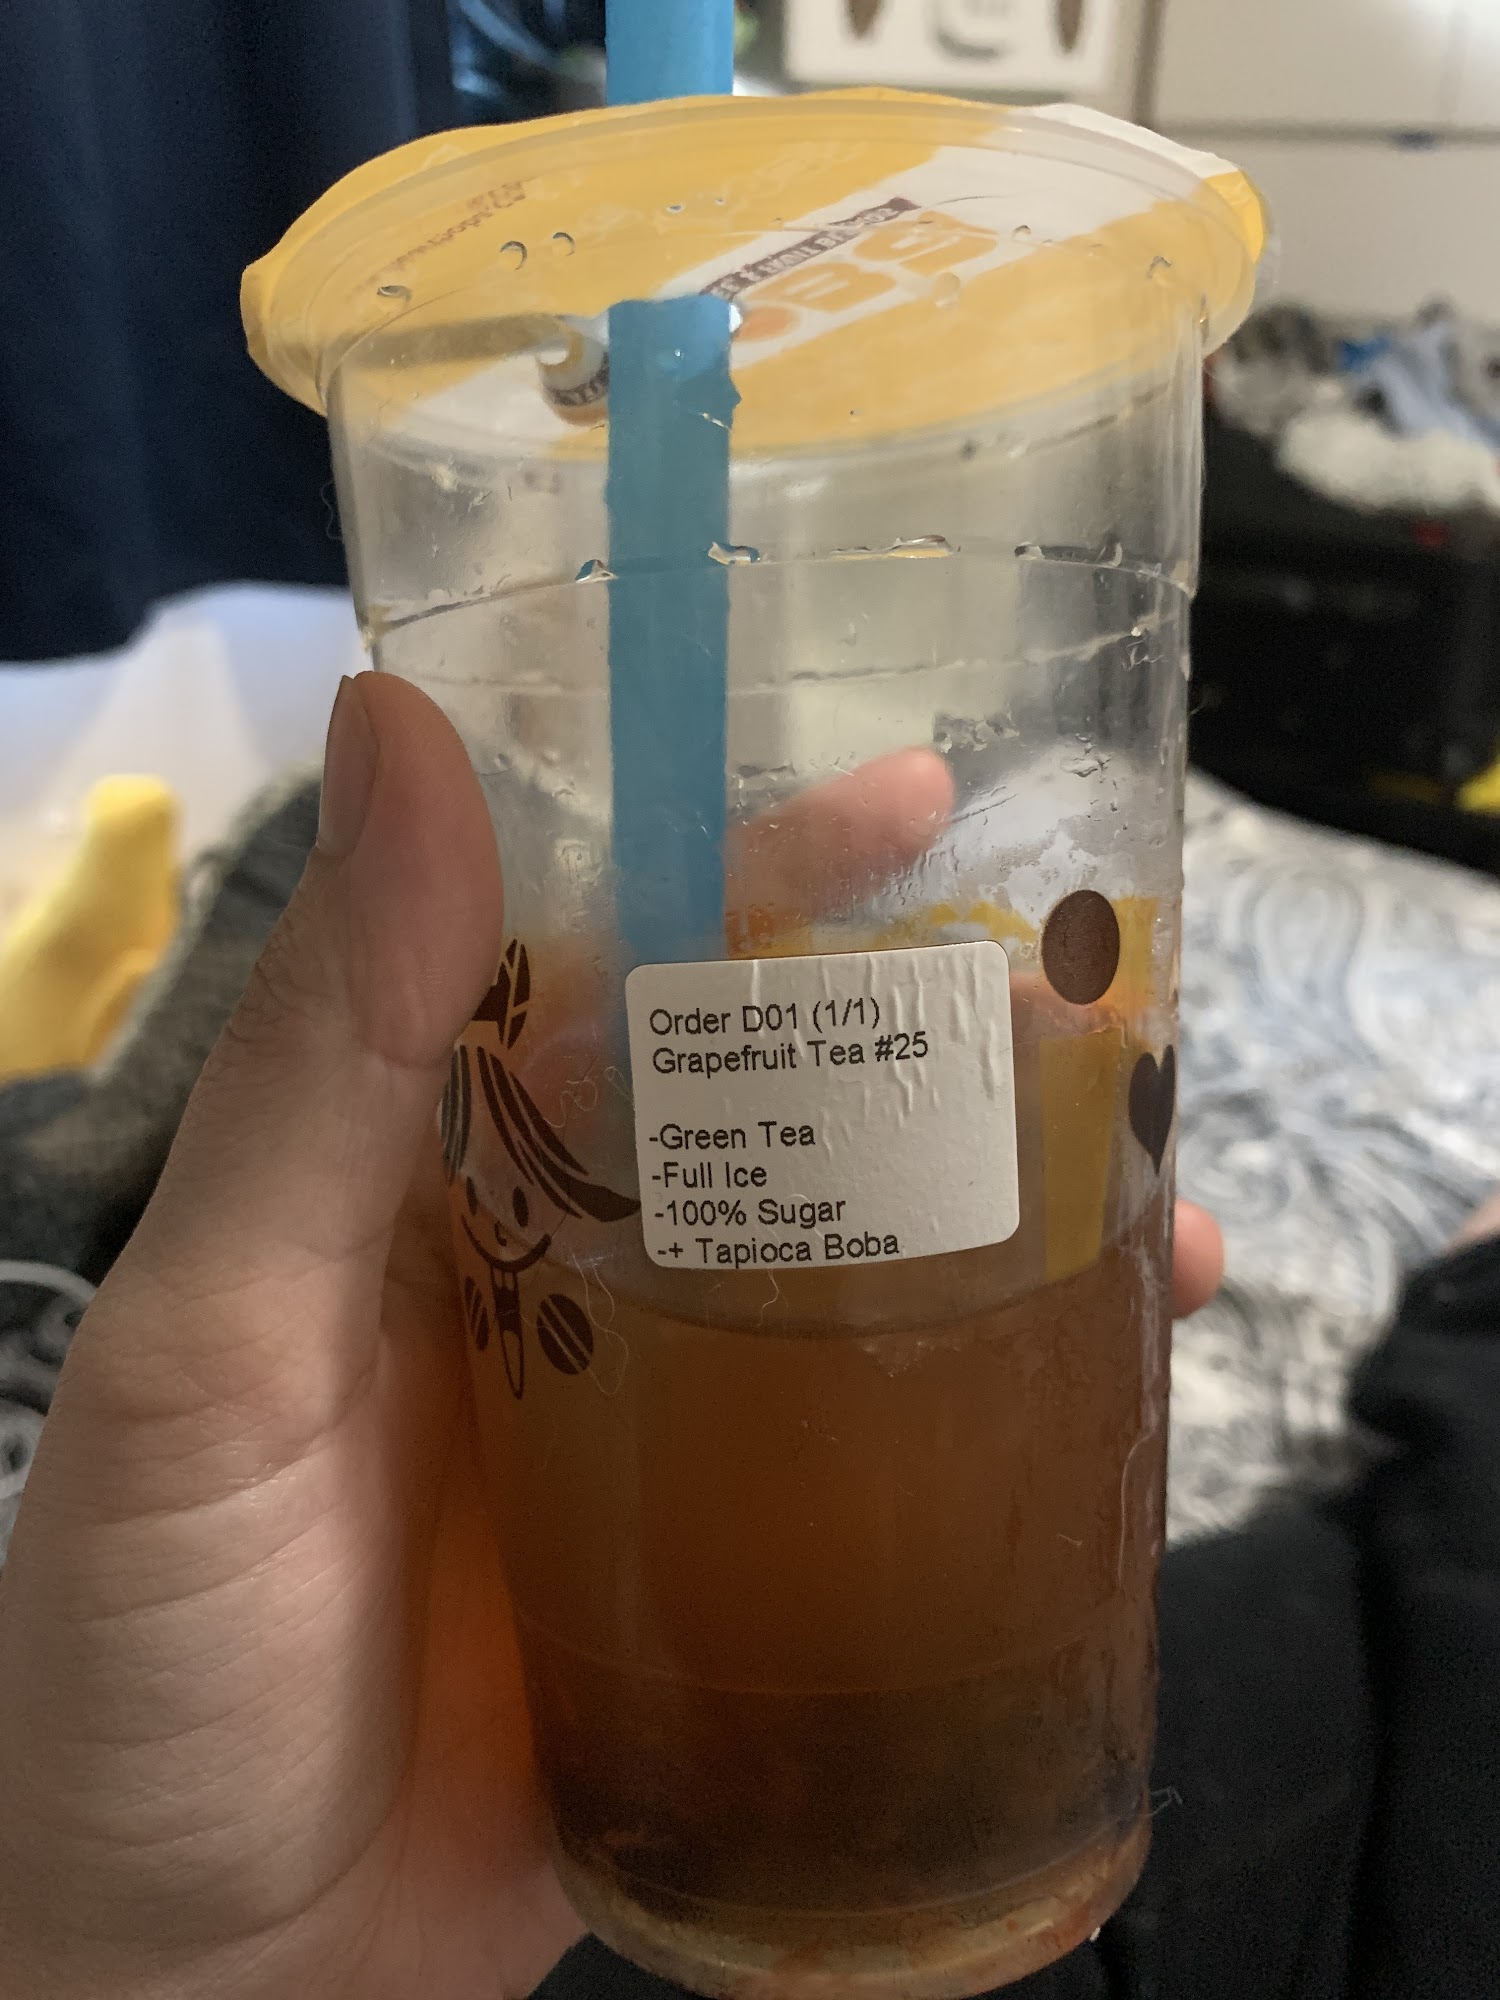 Order D01 (1/1)
Grapefruit Tea #25
-Green Tea
-Full Ice
-100% Sugar
-+ Tapioca Boba